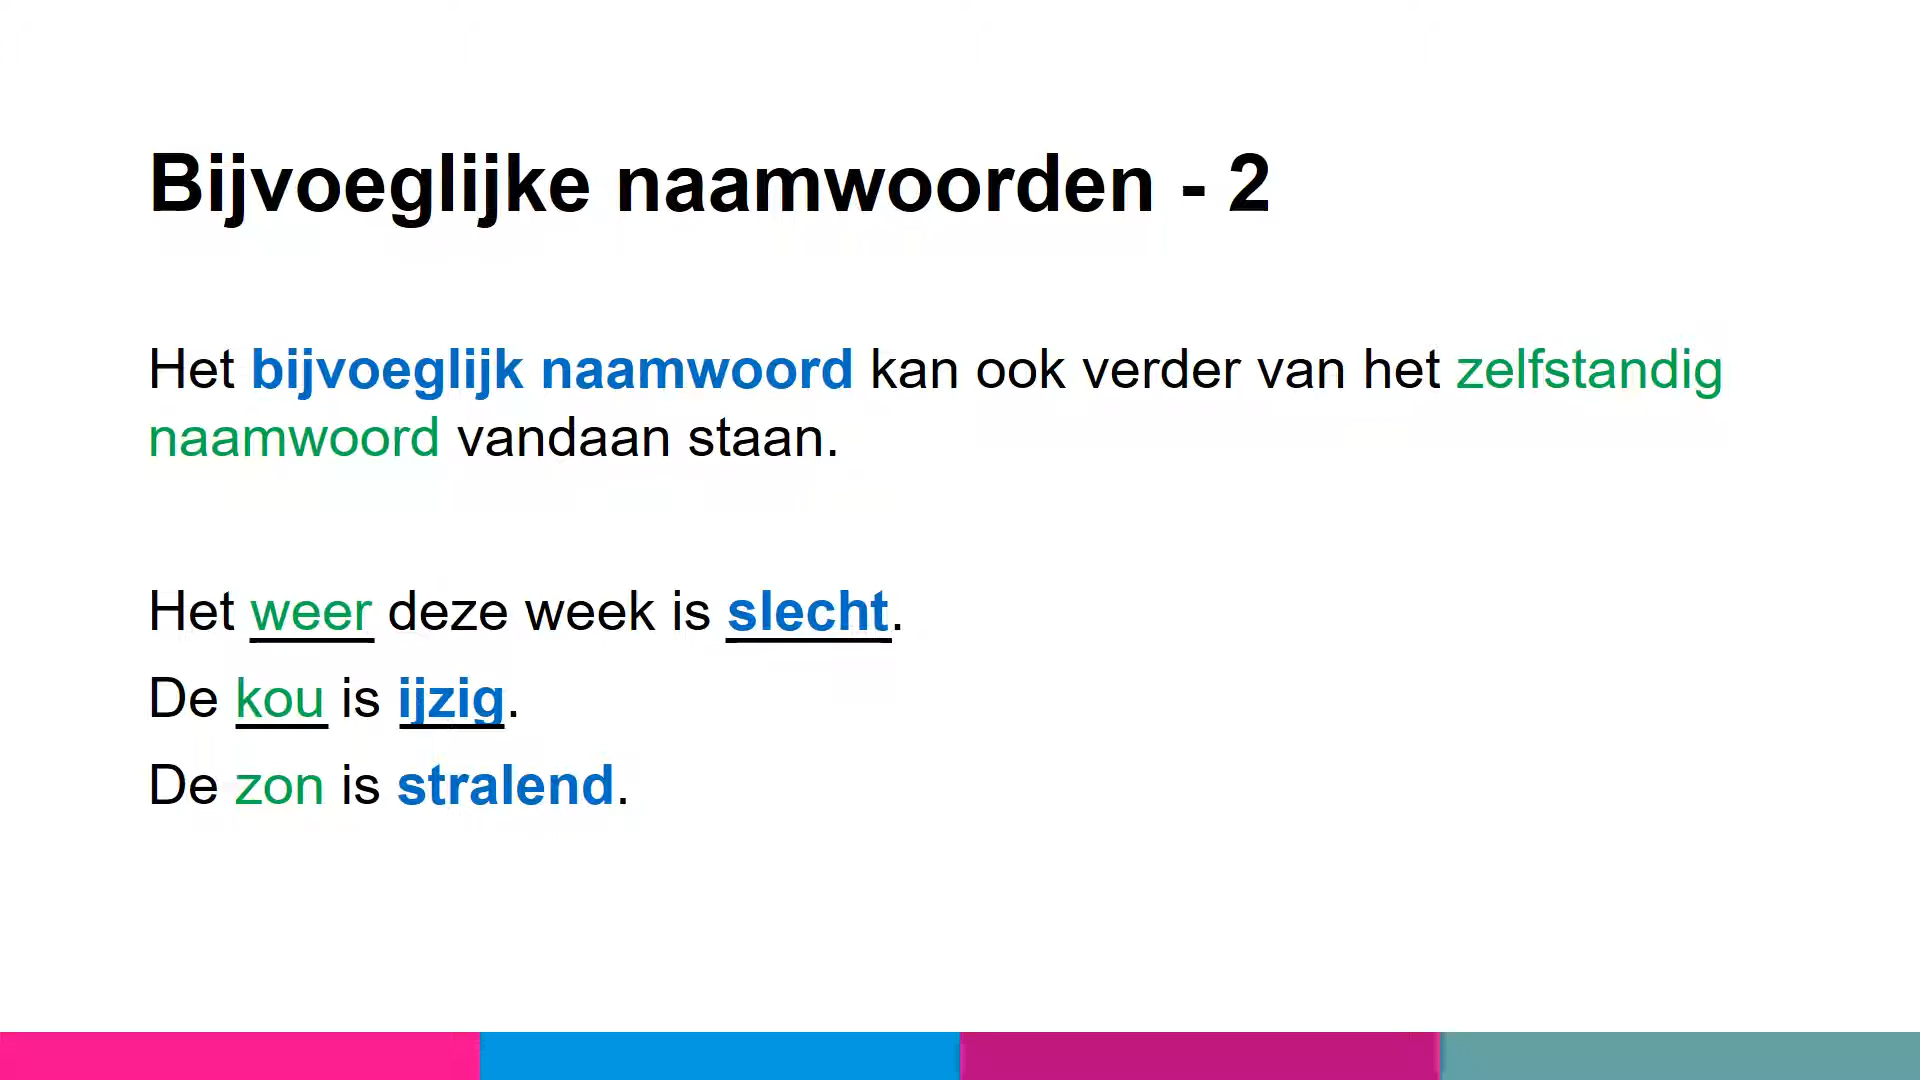 Bijvoeglijke naamwoorden - 2
Het bijvoeglijk naamwoord kan ook verder van het zelfstandig
naamwoord vandaan staan.
Het weer deze week is slecht.
De kou is ijzig.
De zon is stralend.